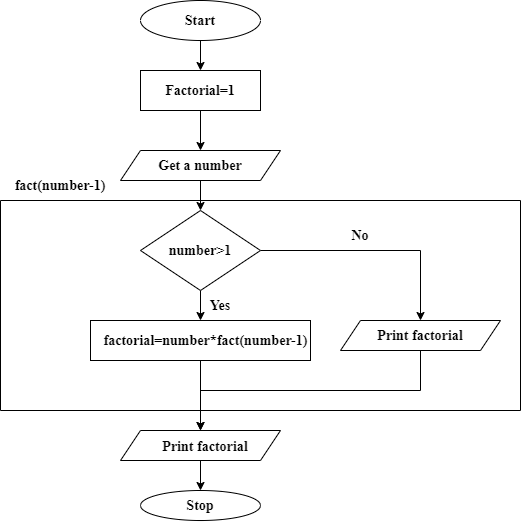 Start
Factorial=1
Get a number
fact(number-1)
number>1
No
Yes
factorial=number*fact(number-1)
Print factorial
Print factorial
Stop